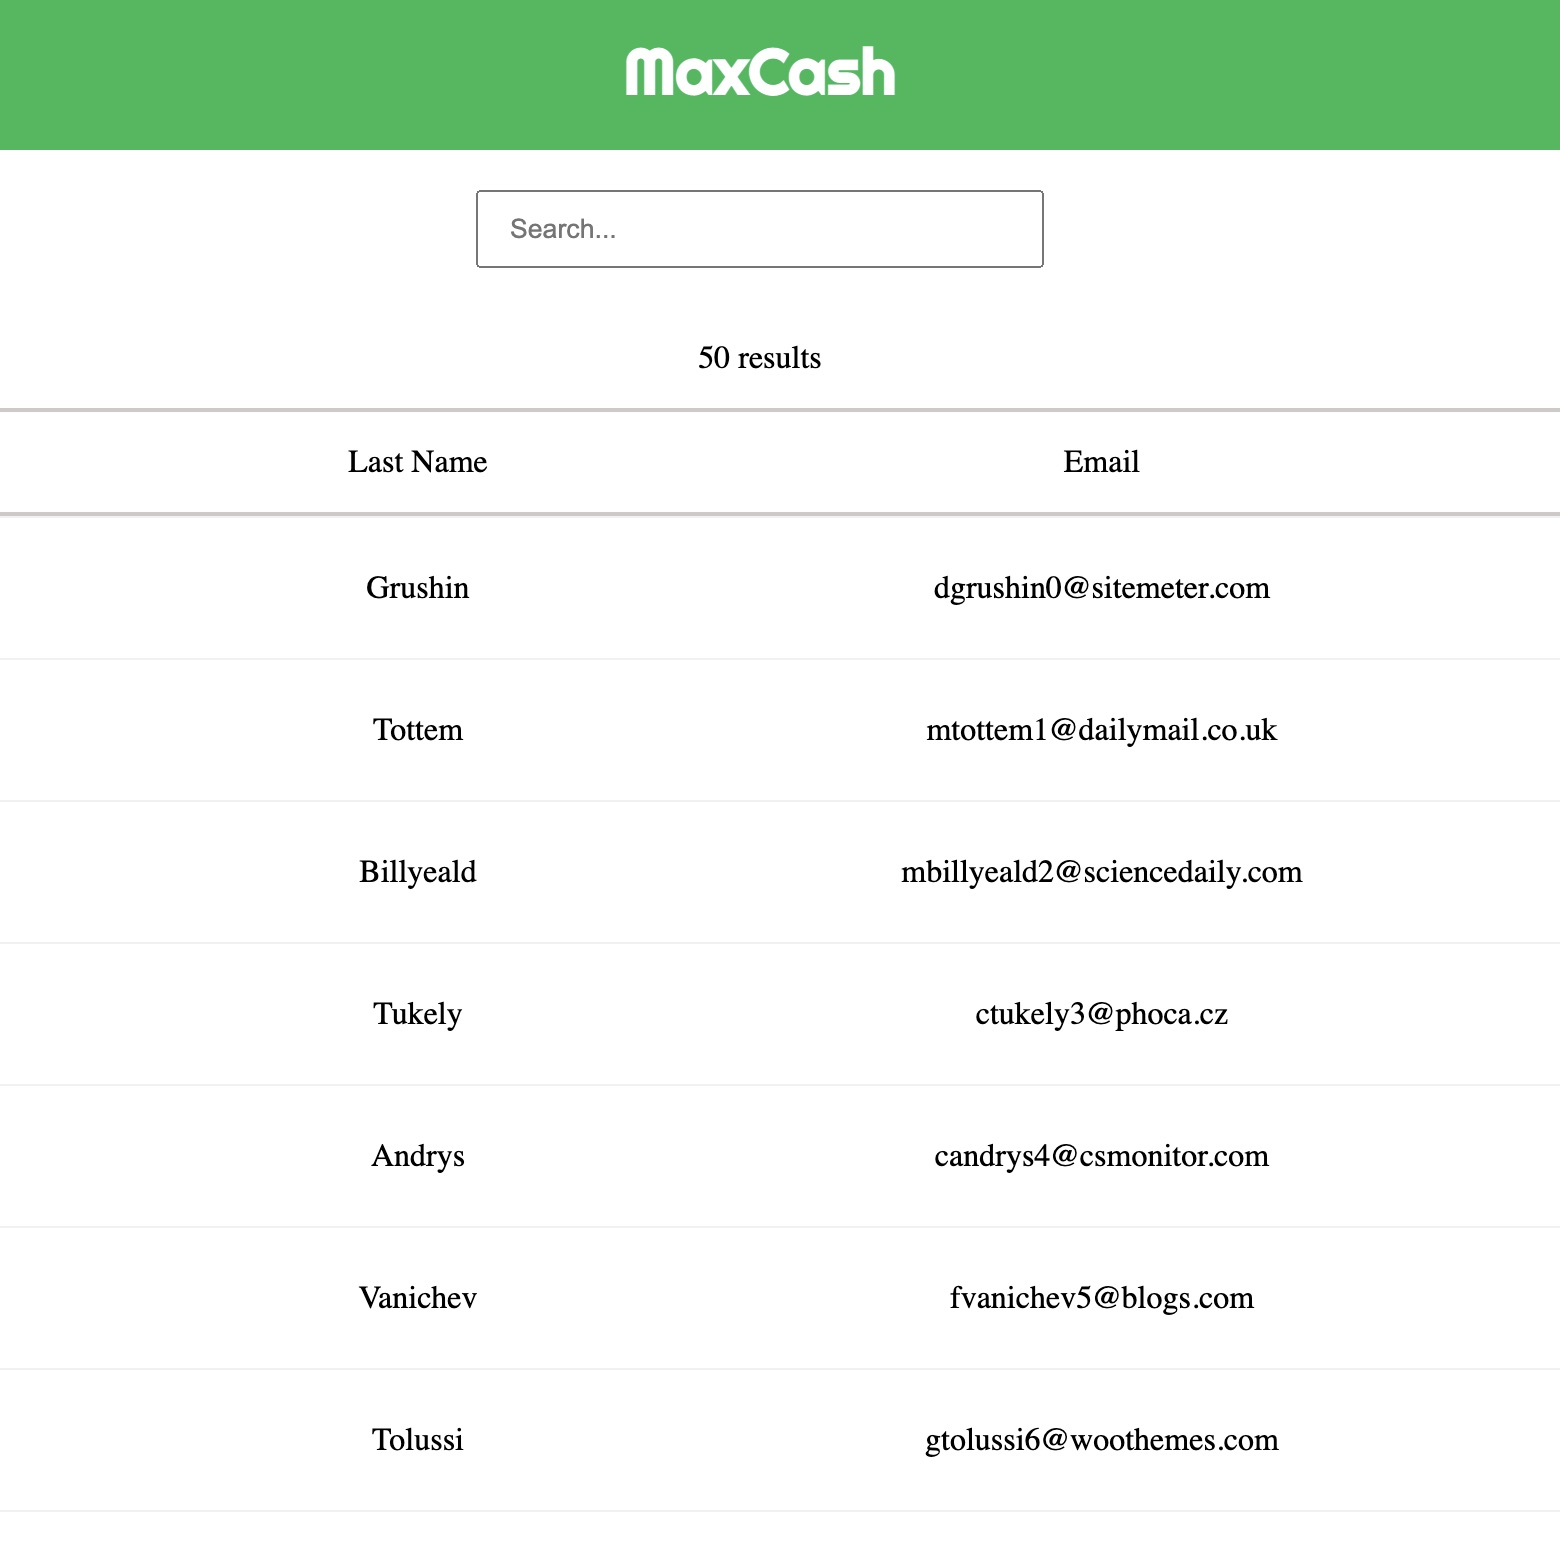 MaxCash
Search...
50 results
Last Name Email
Grushin dgrushin0@sitemeter.com
Tottem mtottem1@dailymail.co.uk
Billyeald mbillyeald2@sciencedaily.com
Tukely ctukely3@phoca.cz
Andrys candrys4@csmonitor.com
Vanichev fvanichev5@blogs.com
Tolussi gtolussi6@woothemes.com